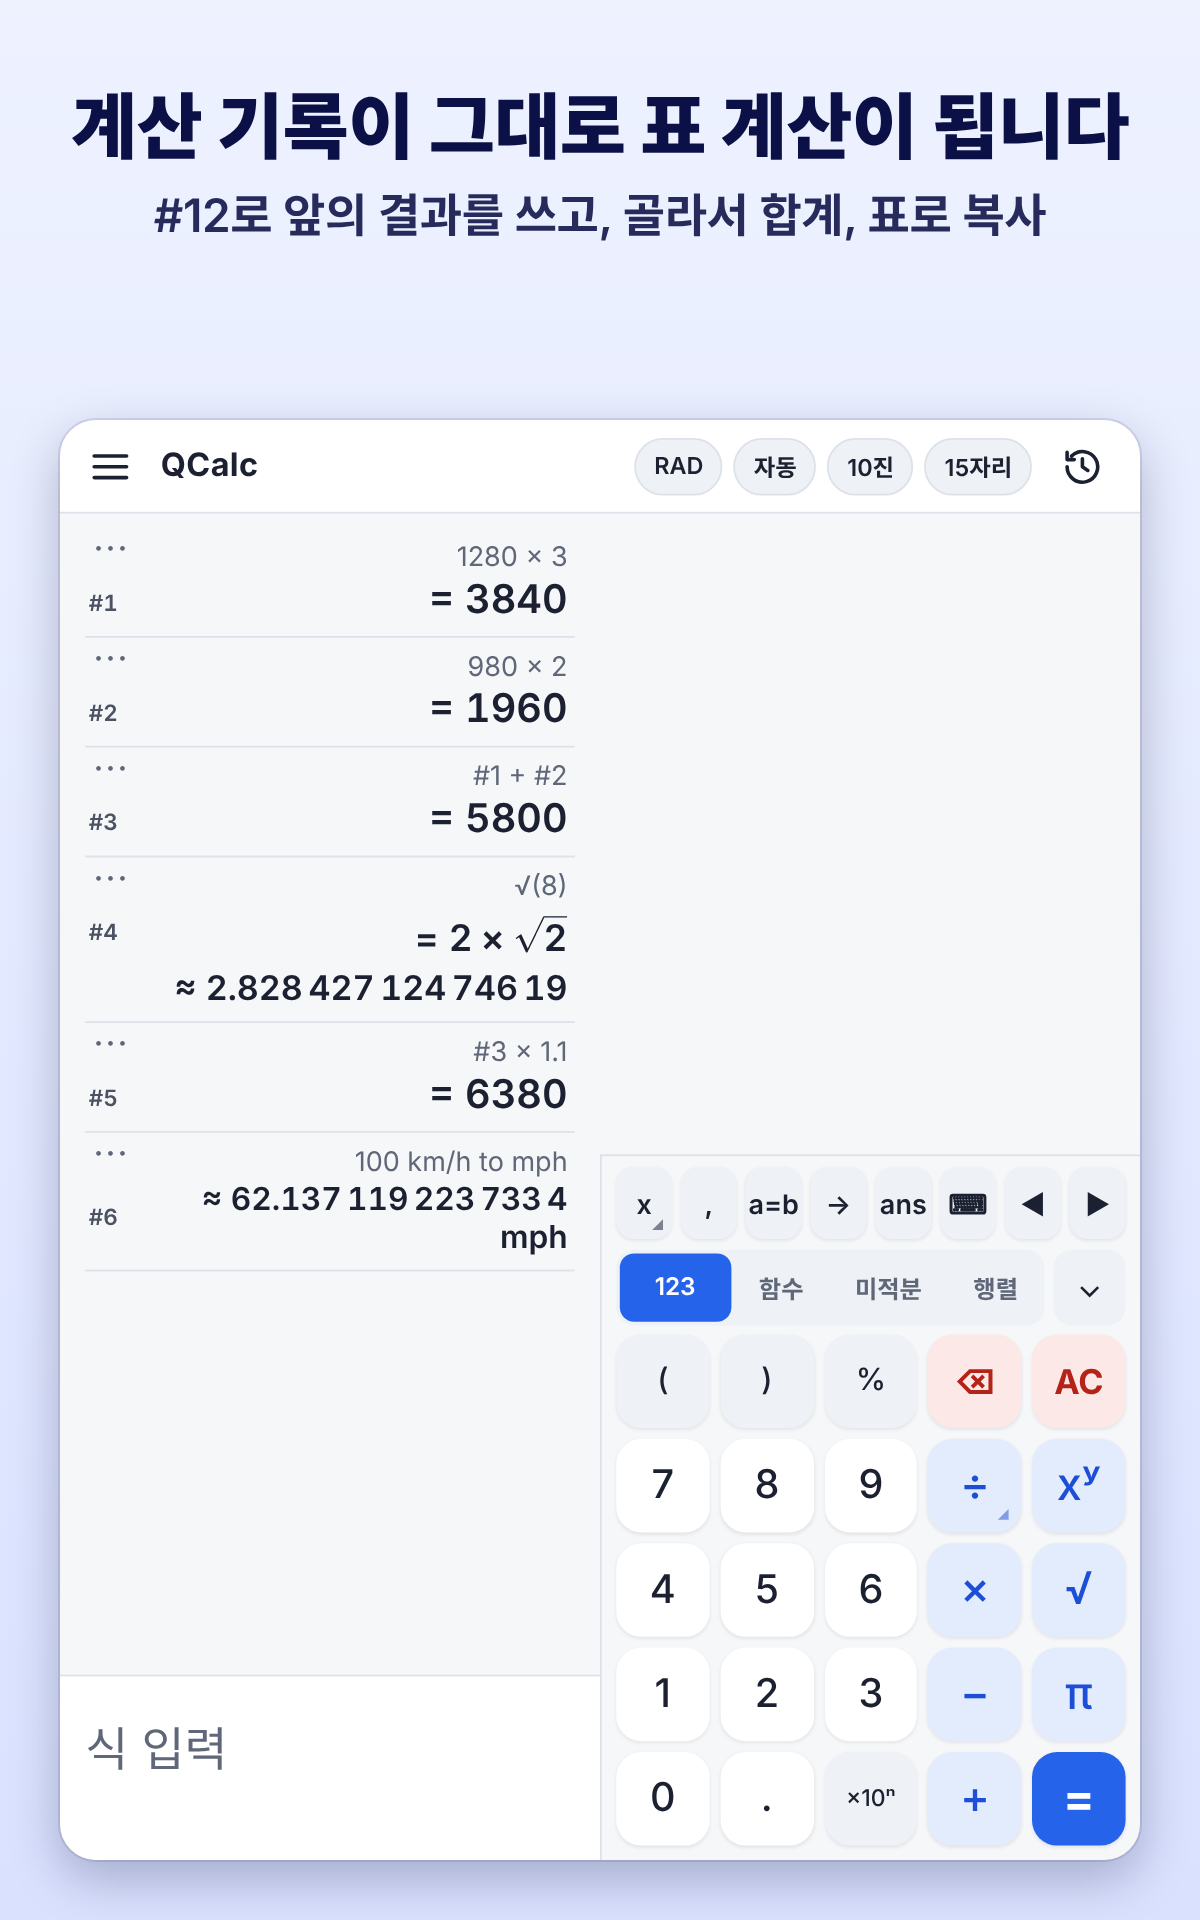 계산 기록이 그대로 표 계산이 됩니다
#12로 앞의 결과를 쓰고, 골라서 합계, 표로 복사
QCalc
RAD 자동 10진 15자리
1280 × 3
#1 = 3840
980 × 2
#2 = 1960
#1 + #2
#3 = 5800
√(8)
#4 = 2 × √2
≈ 2.828 427 124 746 19
#3 × 1.1
#5 = 6380
100 km/h to mph
#6 ≈ 62.137 119 223 733 4
mph
식 입력
x , a=b → ans ⌨ ◀ ▶
123 함수 미적분 행렬
( ) % ⌫ AC
7 8 9 ÷ xʸ
4 5 6 × √
1 2 3 − π
0 . ×10ⁿ + =